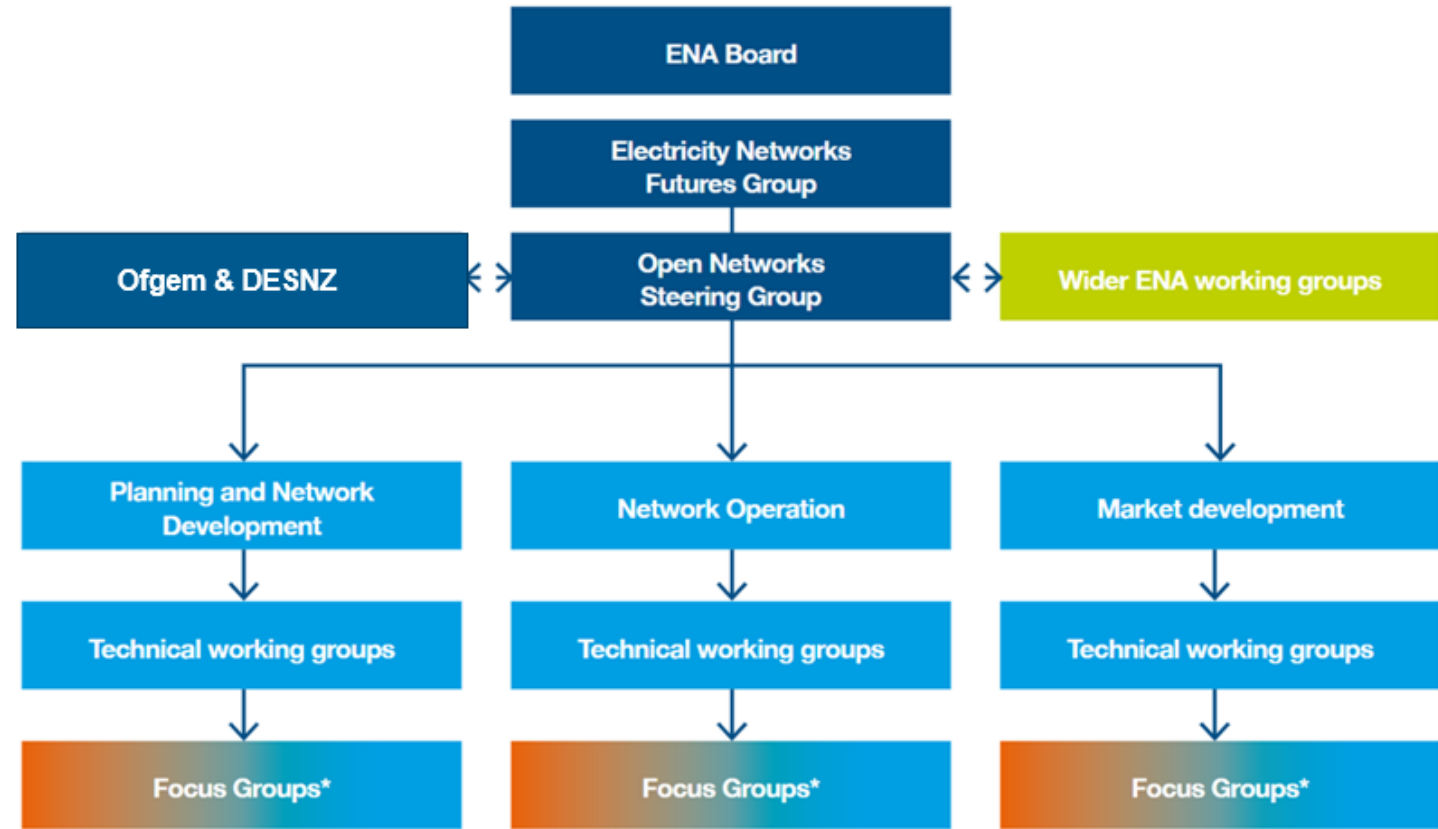 ENA Board
Electricity Networks
Futures Group
Ofgem & DESNZ
Open Networks
Steering Group
Wider ENA working groups
Planning and Network
Development
Network Operation
Market development
Technical working groups
Technical working groups
Technical working groups
Focus Groups*
Focus Groups*
Focus Groups*